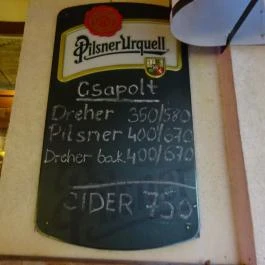 Pilsner Urquell
Csapolt
Dreher 350/580
Pilsner 400/670
Dreher bak 400/670
CIDER 750